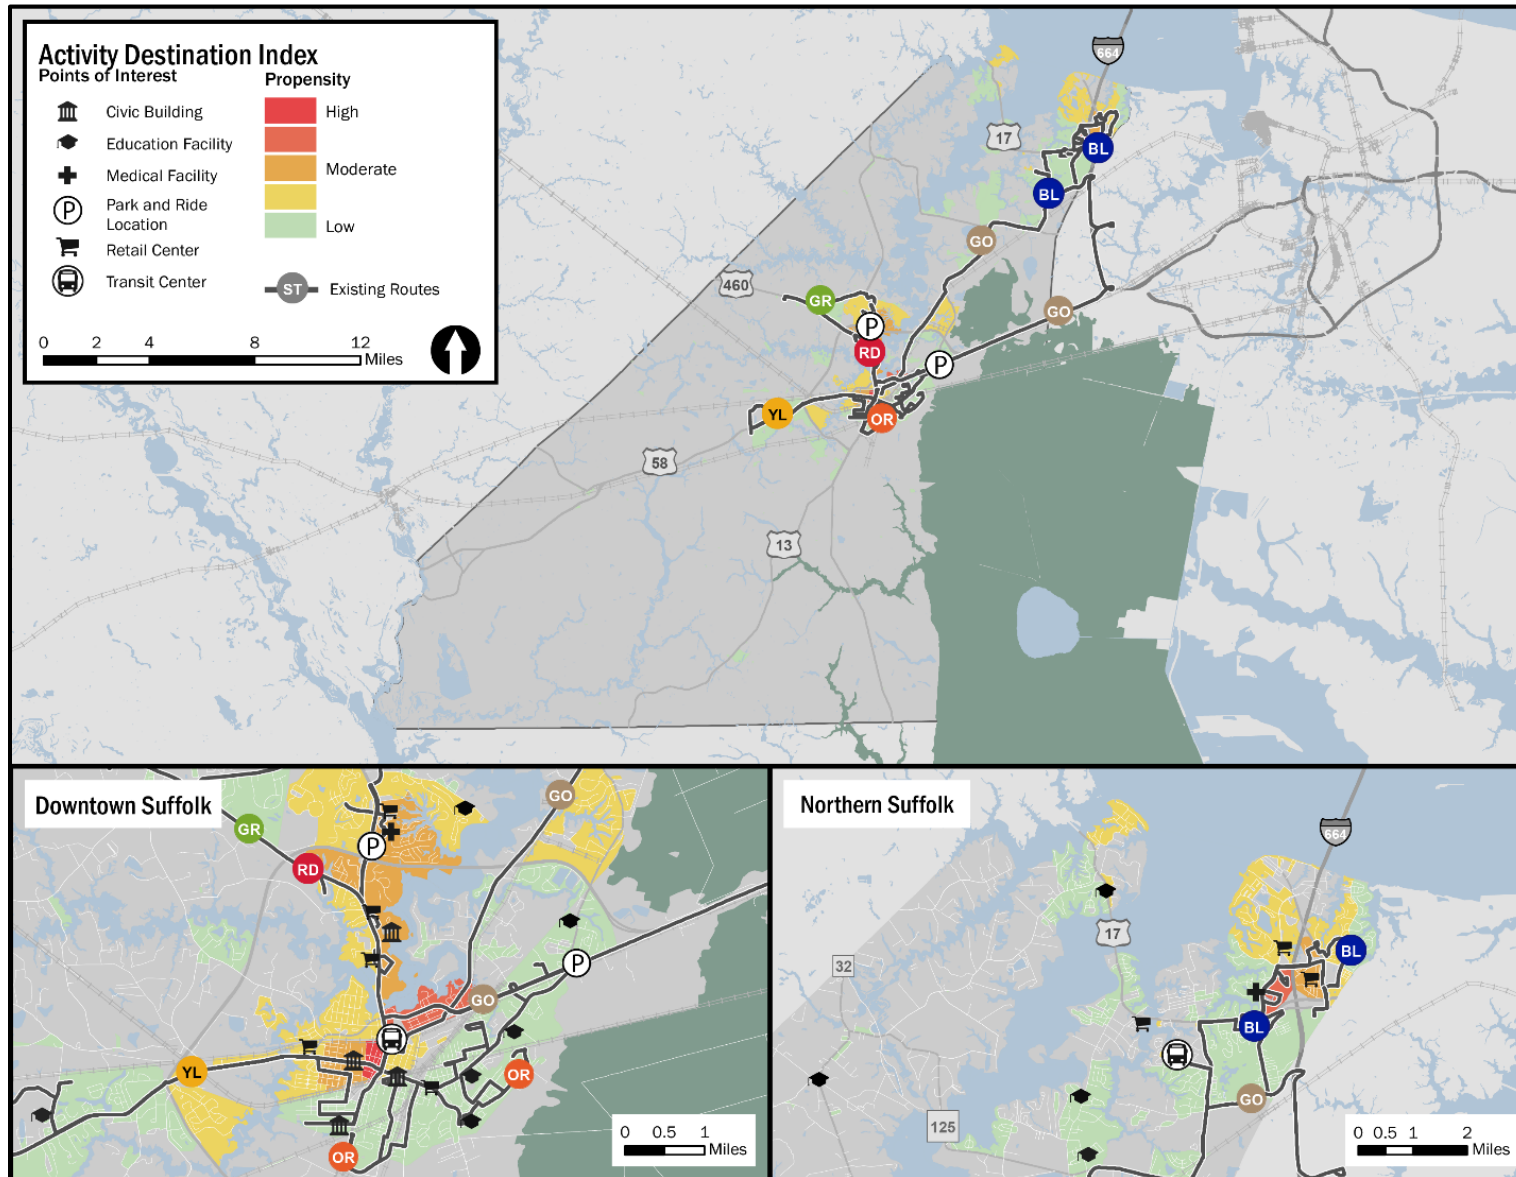 Activity Destination Index
Points of Interest
Propensity
Civic Building
High
Education Facility
Medical Facility
Moderate
P
Park and Ride
Location
Retail Center
Low
Transit Center
ST
Existing Routes
0 2 4 8 12
Miles
664
17
BL
BL
GO
460
GR
GO
P
RD
P
YL
OR
58
13
Downtown Suffolk
GO
GR
P
RD
P
GO
YL
OR
OR
0 0.5 1
Miles
Northern Suffolk
664
17
32
BL
BL
GO
125
0 0.5 1 2
Miles